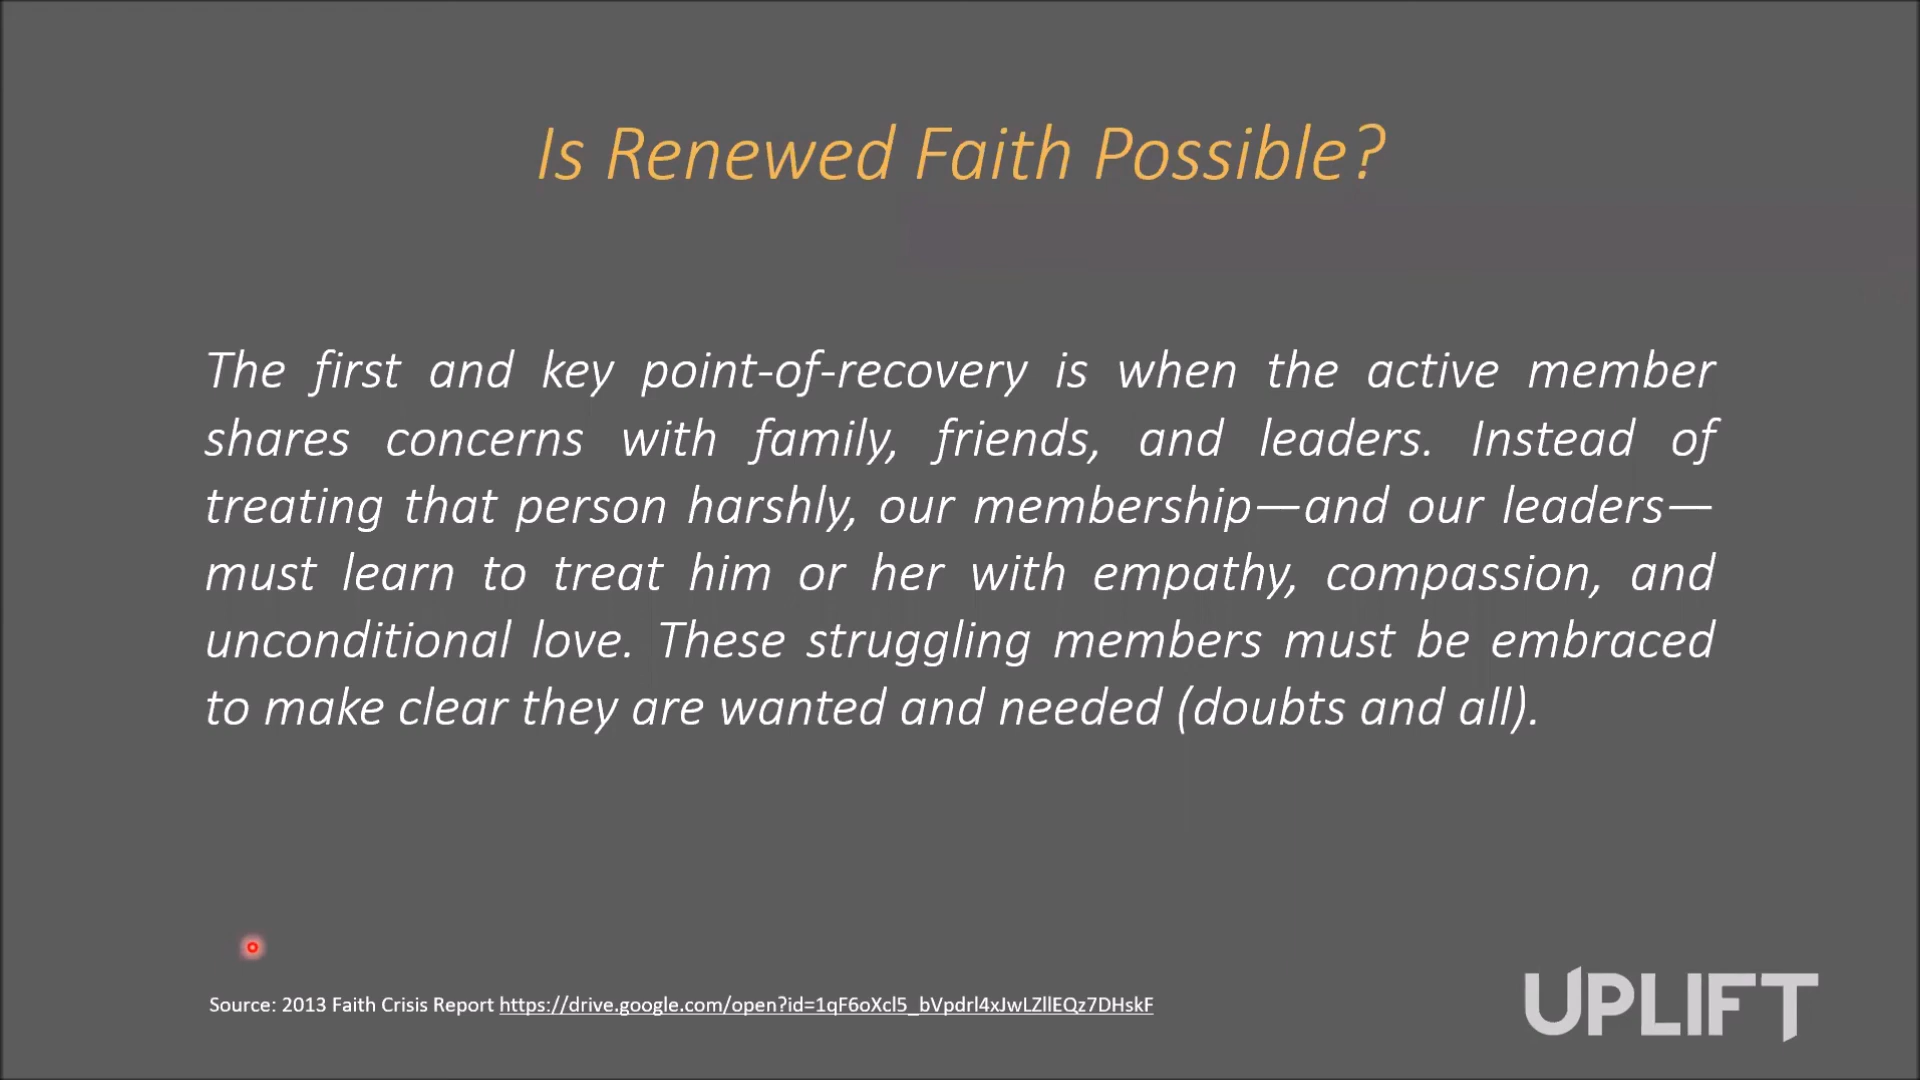 Is Renewed Faith Possible?
The first and key point-of-recovery is when the active member
shares concerns with family, friends, and leaders. Instead of
treating that person harshly, our membership—and our leaders—
must learn to treat him or her with empathy, compassion, and
unconditional love. These struggling members must be embraced
to make clear they are wanted and needed (doubts and all).
Source: 2013 Faith Crisis Report https://drive.google.com/open?id=1qF6oXcl5_bVpdrl4xJwLZllEQz7DHskF
UPLIFT